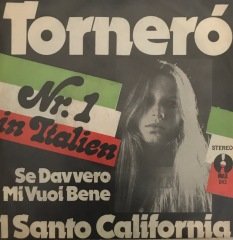 Torneró
Nr. 1
in Italien
STEREO
Se Davvero
Mi Vuoi Bene
I Santo California